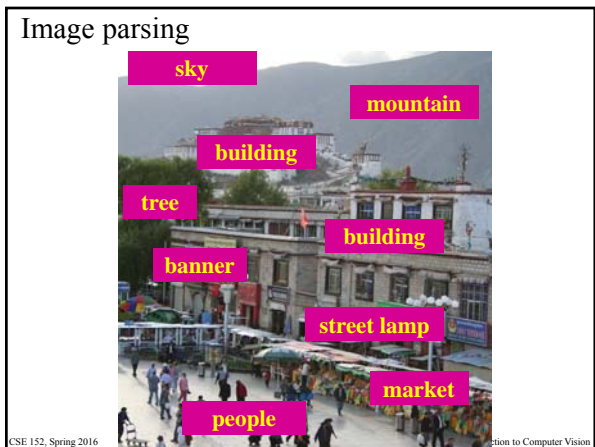 Image parsing
sky
mountain
building
tree
building
banner
street lamp
market
people
CSE 152, Spring 2016
ction to Computer Vision